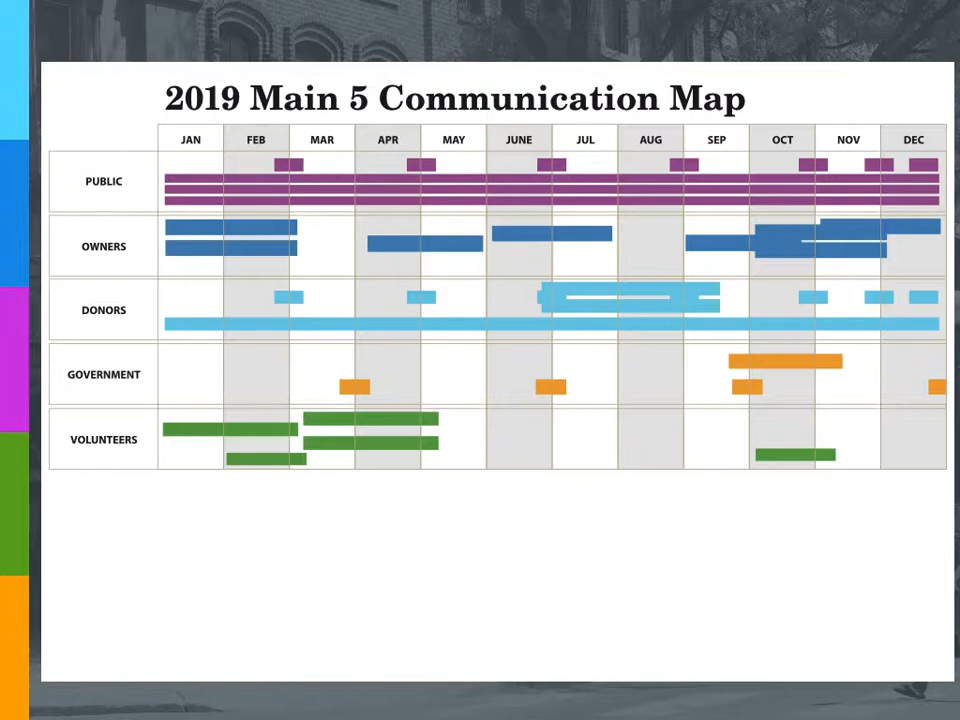 2019 Main 5 Communication Map
JAN FEB MAR APR MAY JUNE JUL AUG SEP OCT NOV DEC
PUBLIC
OWNERS
DONORS
GOVERNMENT
VOLUNTEERS